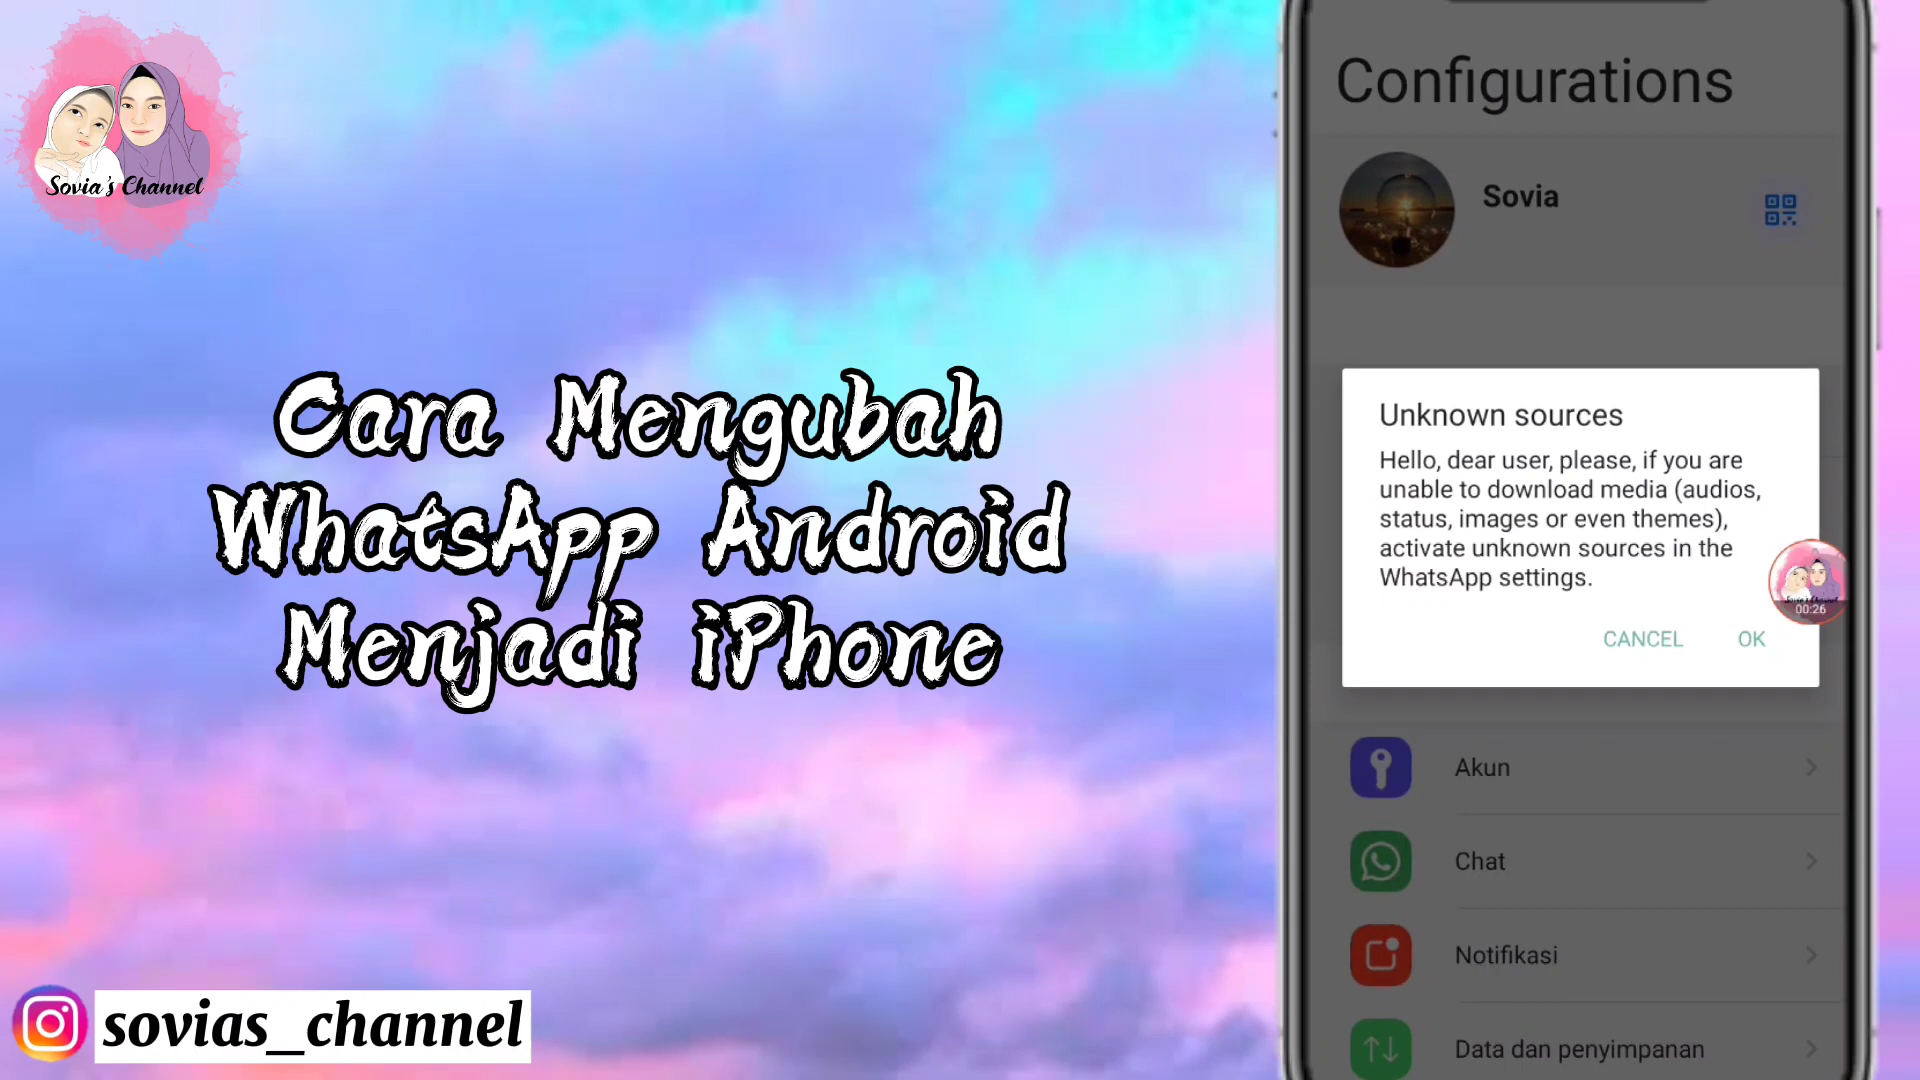 Sovia's Channel
Cara Mengubah
WhatsApp Android
Menjadi iPhone
sovias_channel
Configurations
Sovia
Unknown sources
Hello, dear user, please, if you are
unable to download media (audios,
status, images or even themes),
activate unknown sources in the
WhatsApp settings.
00:26
CANCEL OK
Akun
Chat
Notifikasi
Data dan penyimpanan